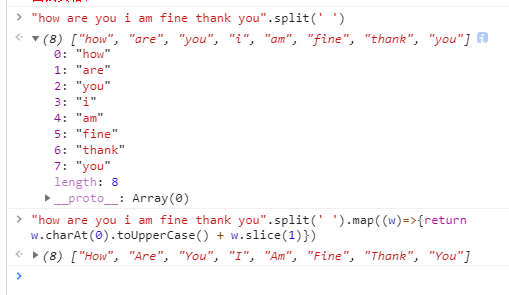 "how are you i am fine thank you".split(' ')
(8) ["how", "are", "you", "i", "am", "fine", "thank", "you"]
0: "how"
1: "are"
2: "you"
3: "i"
4: "am"
5: "fine"
6: "thank"
7: "you"
length: 8
__proto__: Array(0)
"how are you i am fine thank you".split(' ').map((w)=>{return
w.charAt(0).toUpperCase() + w.slice(1)})
(8) ["How", "Are", "You", "I", "Am", "Fine", "Thank", "You"]